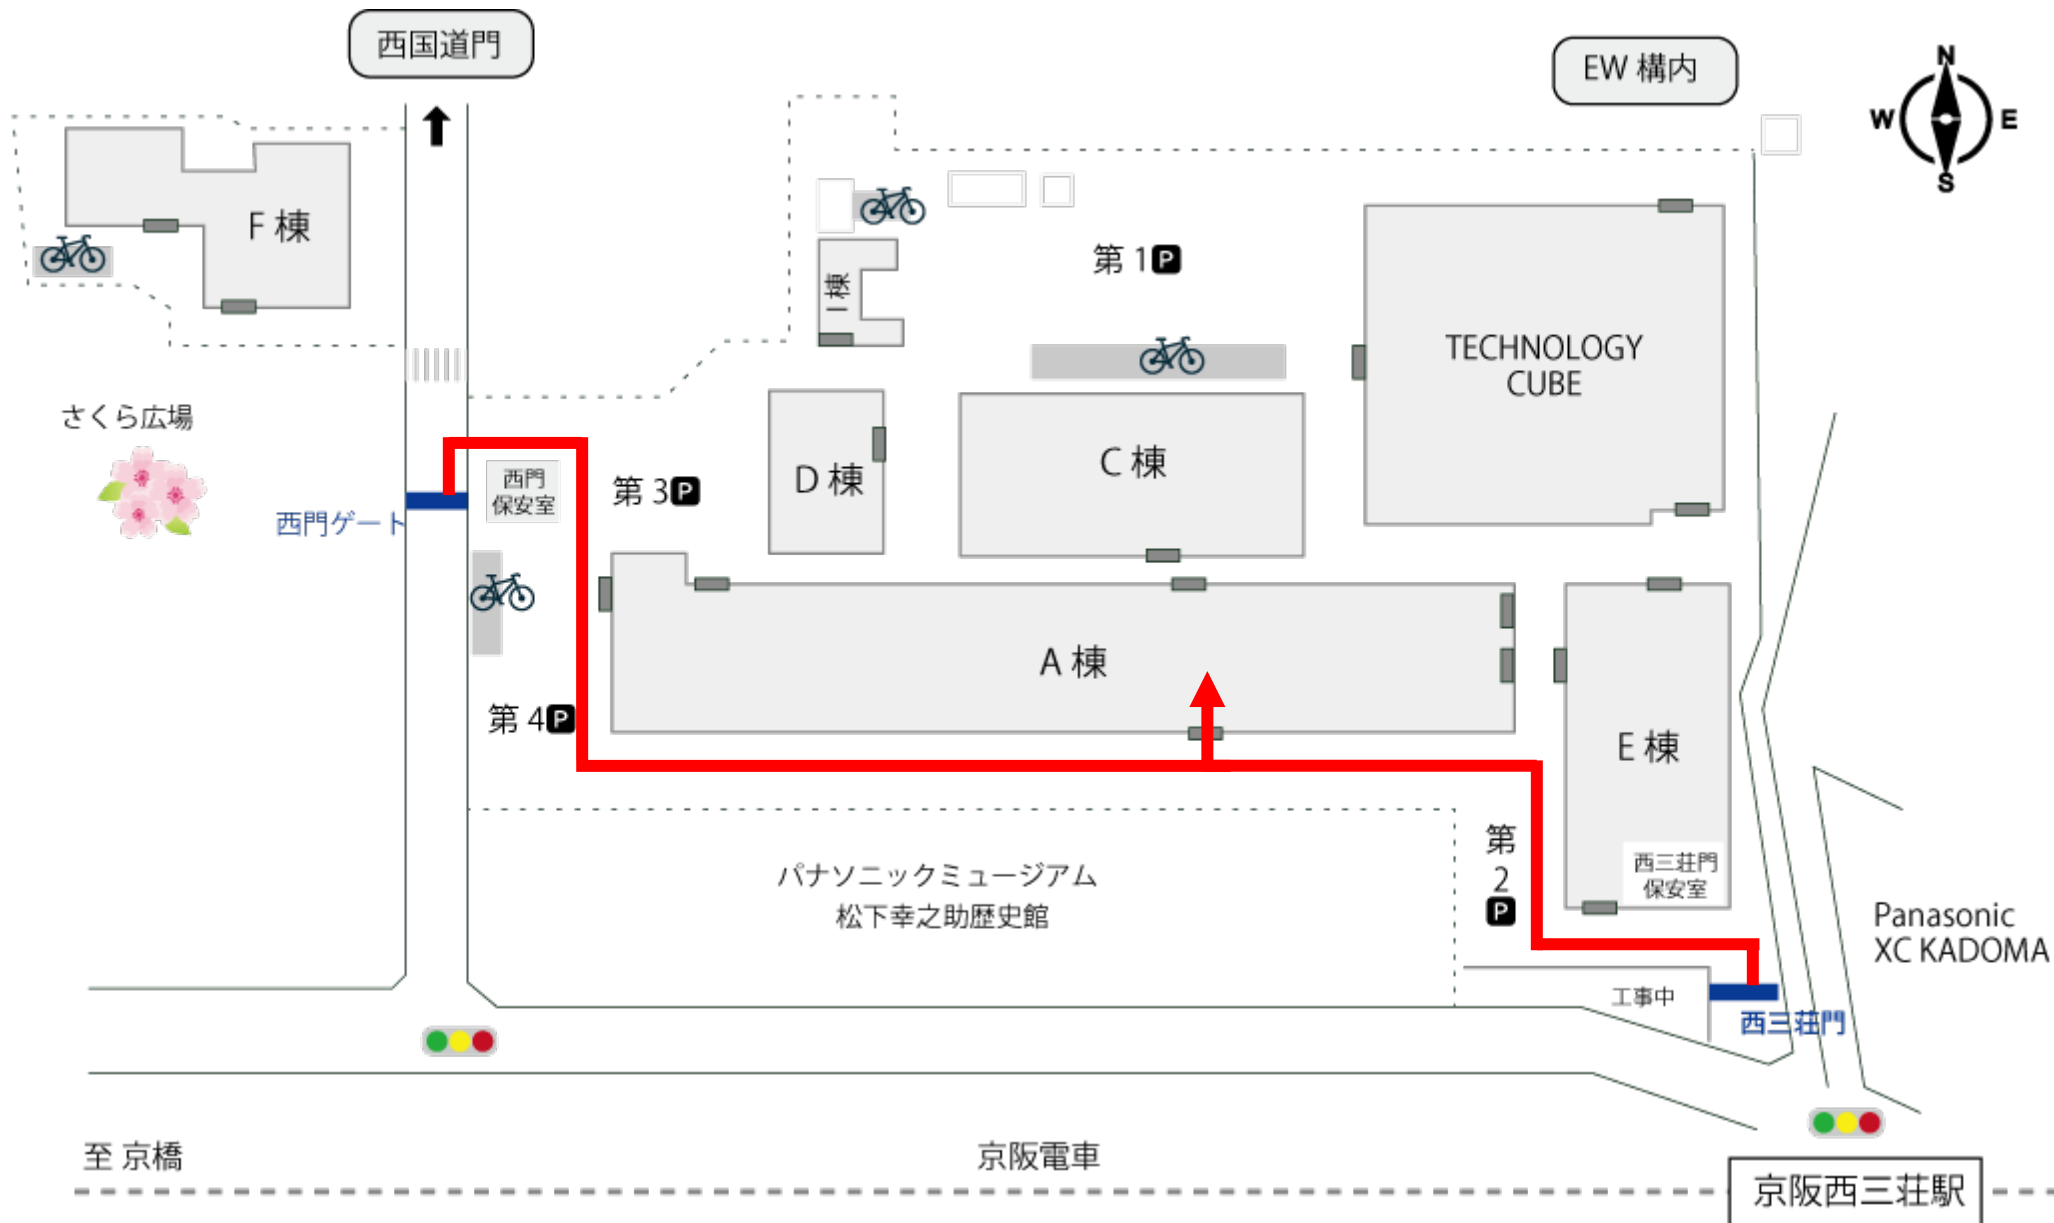 西国道門
EW 構内
N
W
E
S
F 棟
I 棟
第 1 P
TECHNOLOGY
CUBE
さくら広場
西門
保安室
西門ゲート
第 3 P
D 棟
C 棟
A 棟
第 4 P
E 棟
西三荘門
保安室
第
2
P
パナソニックミュージアム
松下幸之助歴史館
Panasonic
XC KADOMA
工事中
西三荘門
至 京橋
京阪電車
京阪西三荘駅